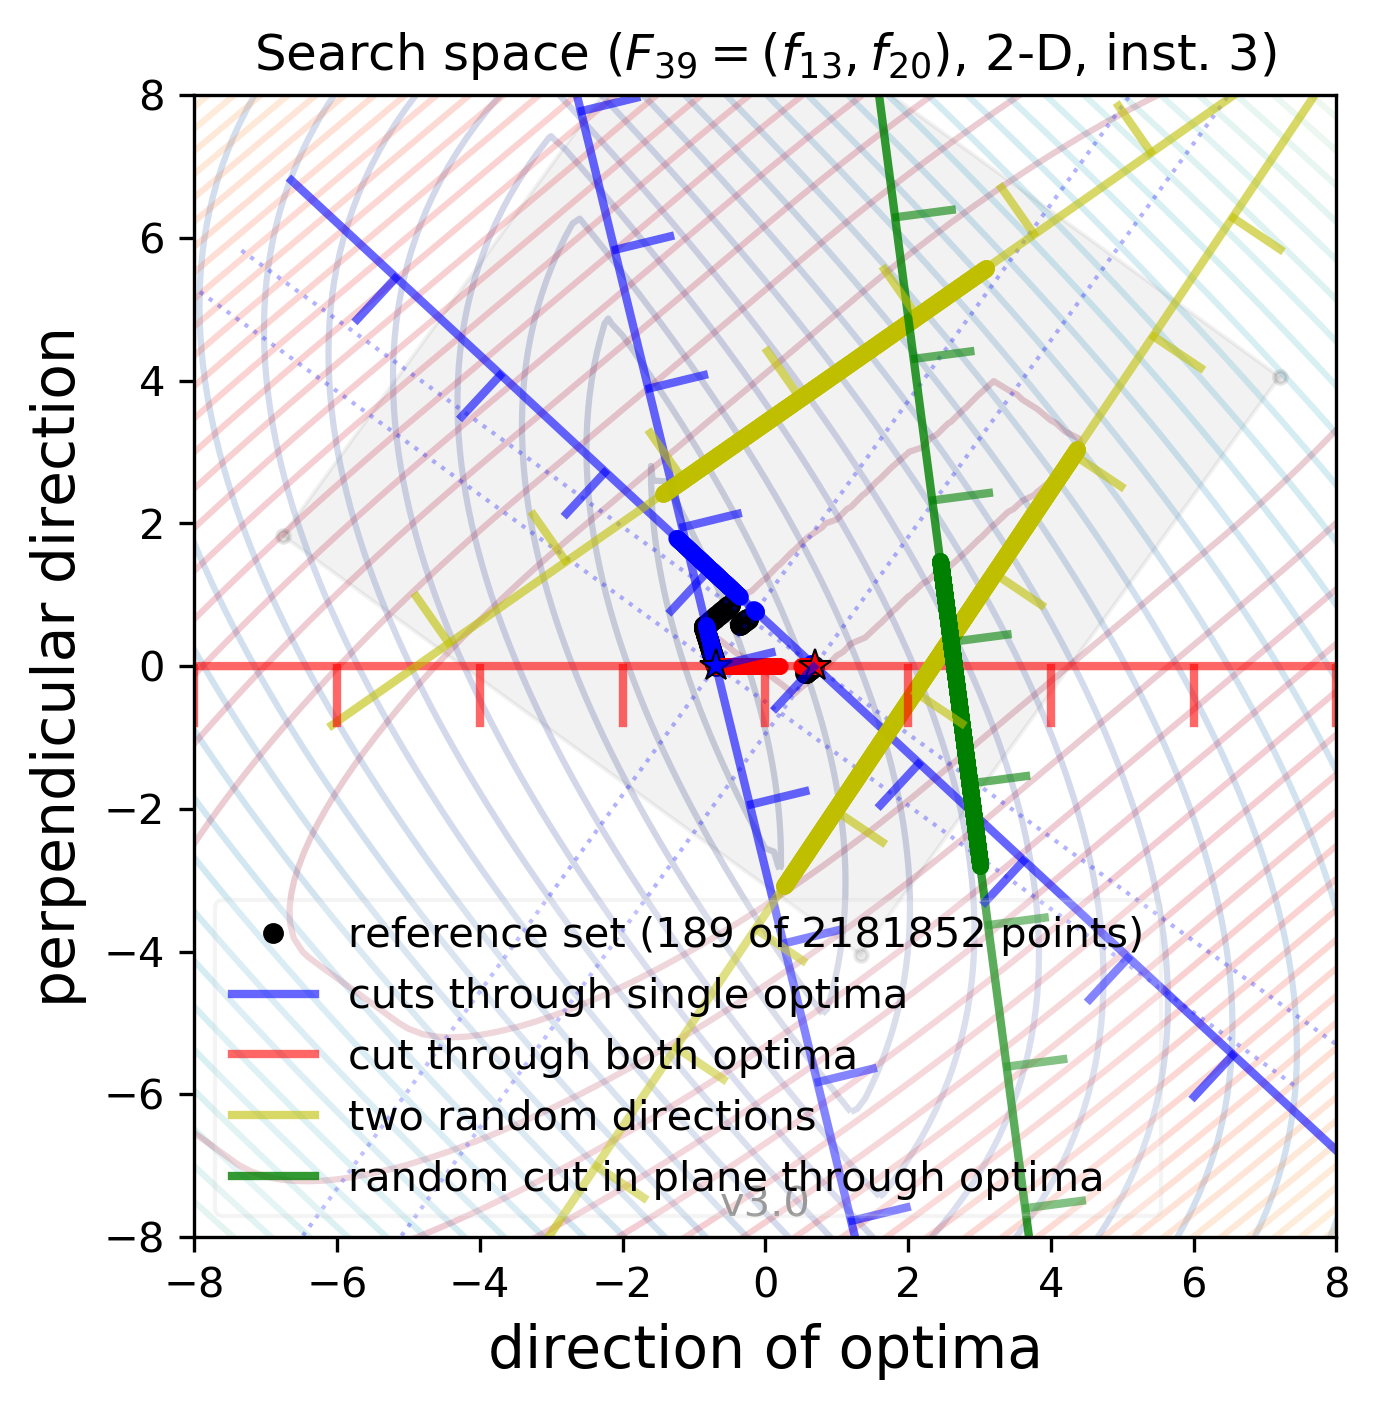 Search space (F39 = (f13, f20), 2-D, inst. 3)
8
6
4
2
0
−2
−4
−6
−8
perpendicular direction
reference set (189 of 2181852 points)
cuts through single optima
cut through both optima
two random directions
random cut in plane through optima
v3.0
−8 −6 −4 −2 0 2 4 6 8
direction of optima